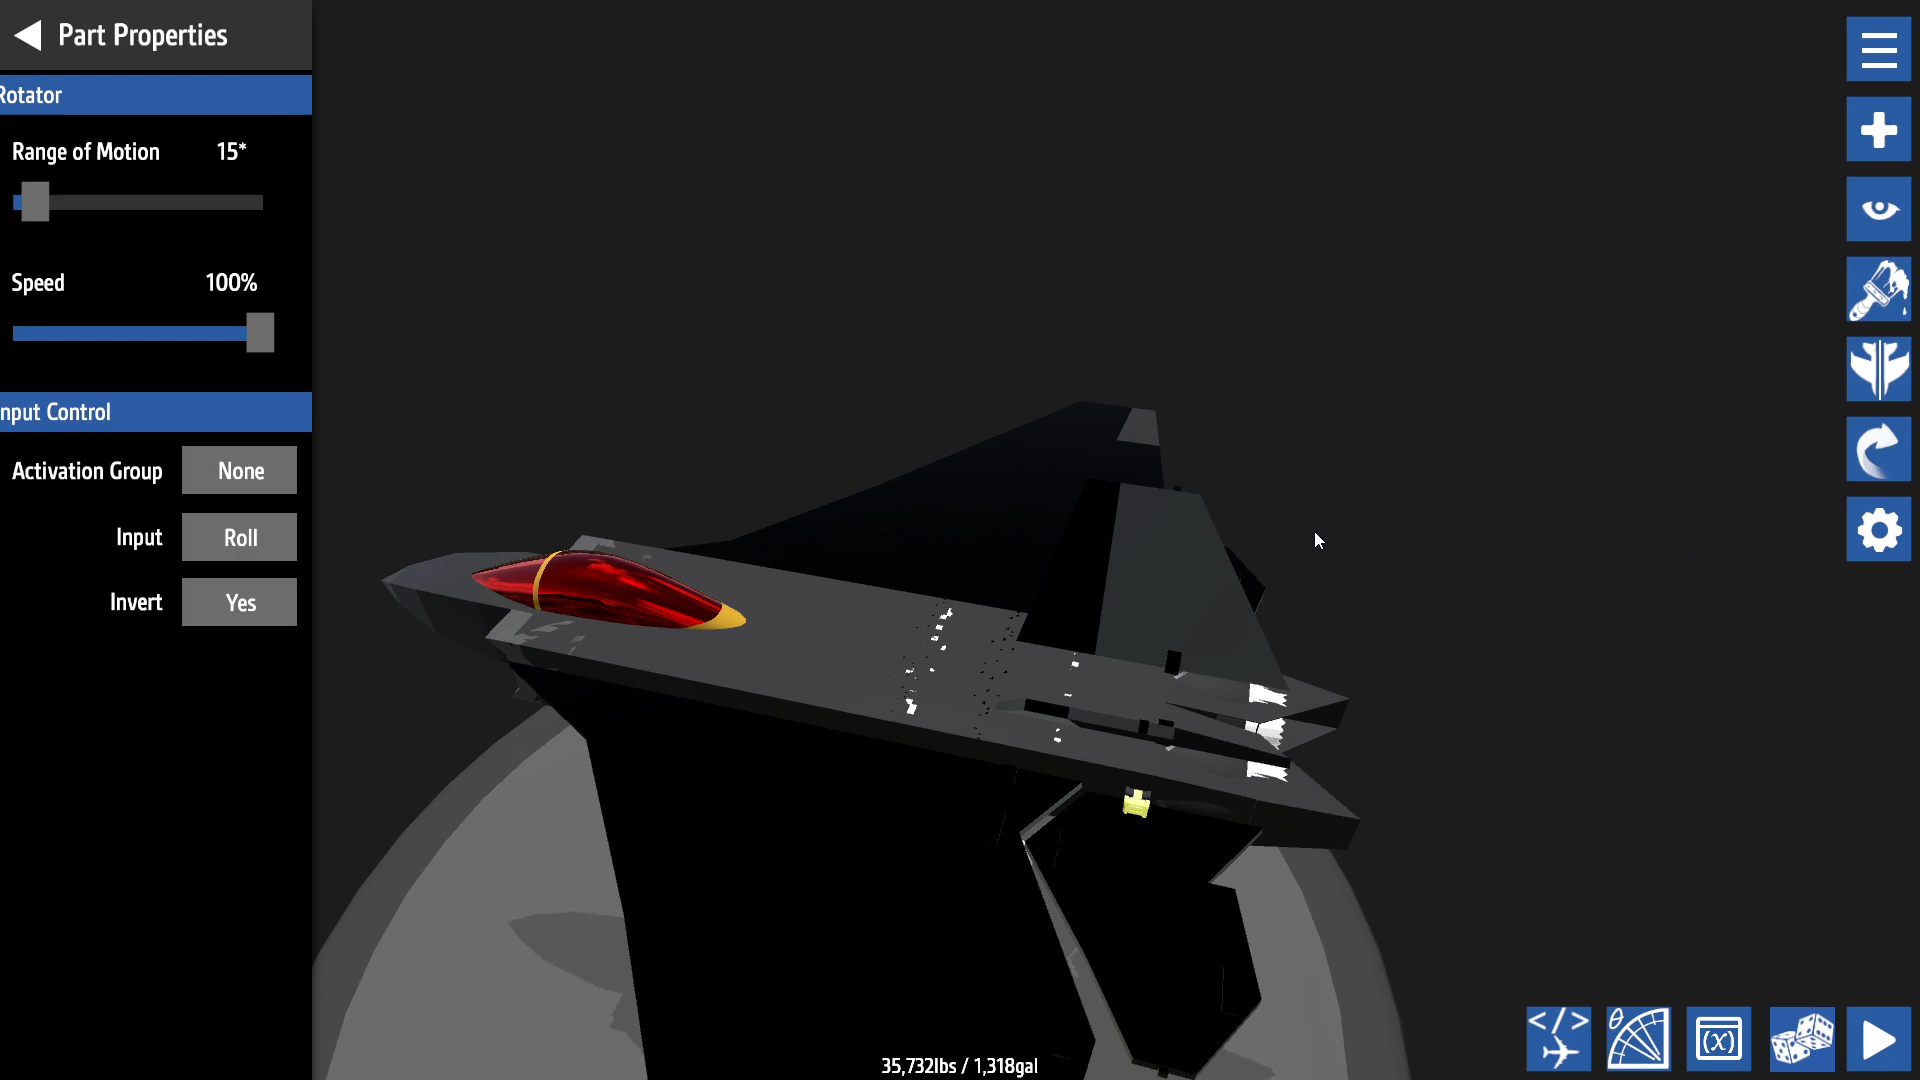 Part Properties
Rotator
Range of Motion 15*
Speed 100%
nput Control
Activation Group None
Input Roll
Invert Yes
35,732lbs / 1,318gal
</> θ (x)